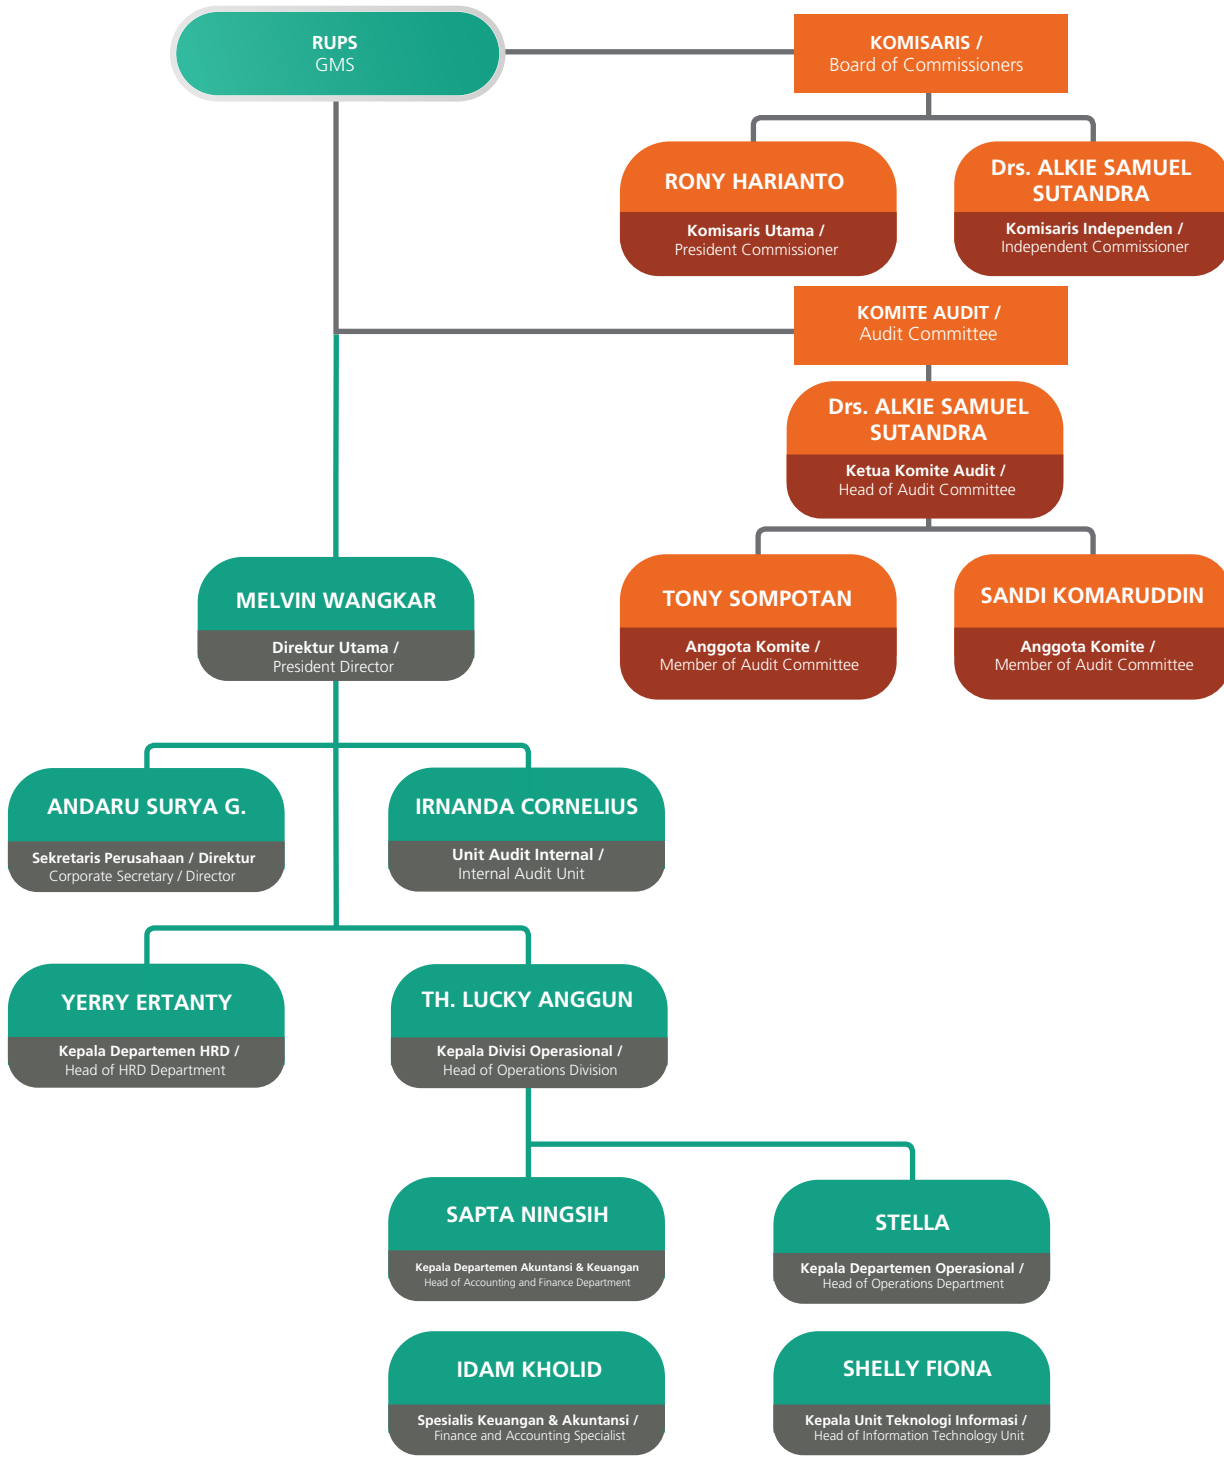 RUPS
GMS
KOMISARIS /
Board of Commissioners
RONY HARIANTO
Komisaris Utama /
President Commissioner
Drs. ALKIE SAMUEL
SUTANDRA
Komisaris Independen /
Independent Commissioner
KOMITE AUDIT /
Audit Committee
Drs. ALKIE SAMUEL
SUTANDRA
Ketua Komite Audit /
Head of Audit Committee
TONY SOMPOTAN
Anggota Komite /
Member of Audit Committee
SANDI KOMARUDDIN
Anggota Komite /
Member of Audit Committee
MELVIN WANGKAR
Direktur Utama /
President Director
ANDARU SURYA G.
Sekretaris Perusahaan / Direktur
Corporate Secretary / Director
IRNANDA CORNELIUS
Unit Audit Internal /
Internal Audit Unit
YERRY ERTANTY
Kepala Departemen HRD /
Head of HRD Department
TH. LUCKY ANGGUN
Kepala Divisi Operasional /
Head of Operations Division
SAPTA NINGSIH
Kepala Departemen Akuntansi & Keuangan
Head of Accounting and Finance Department
STELLA
Kepala Departemen Operasional /
Head of Operations Department
IDAM KHOLID
Spesialis Keuangan & Akuntansi /
Finance and Accounting Specialist
SHELLY FIONA
Kepala Unit Teknologi Informasi /
Head of Information Technology Unit